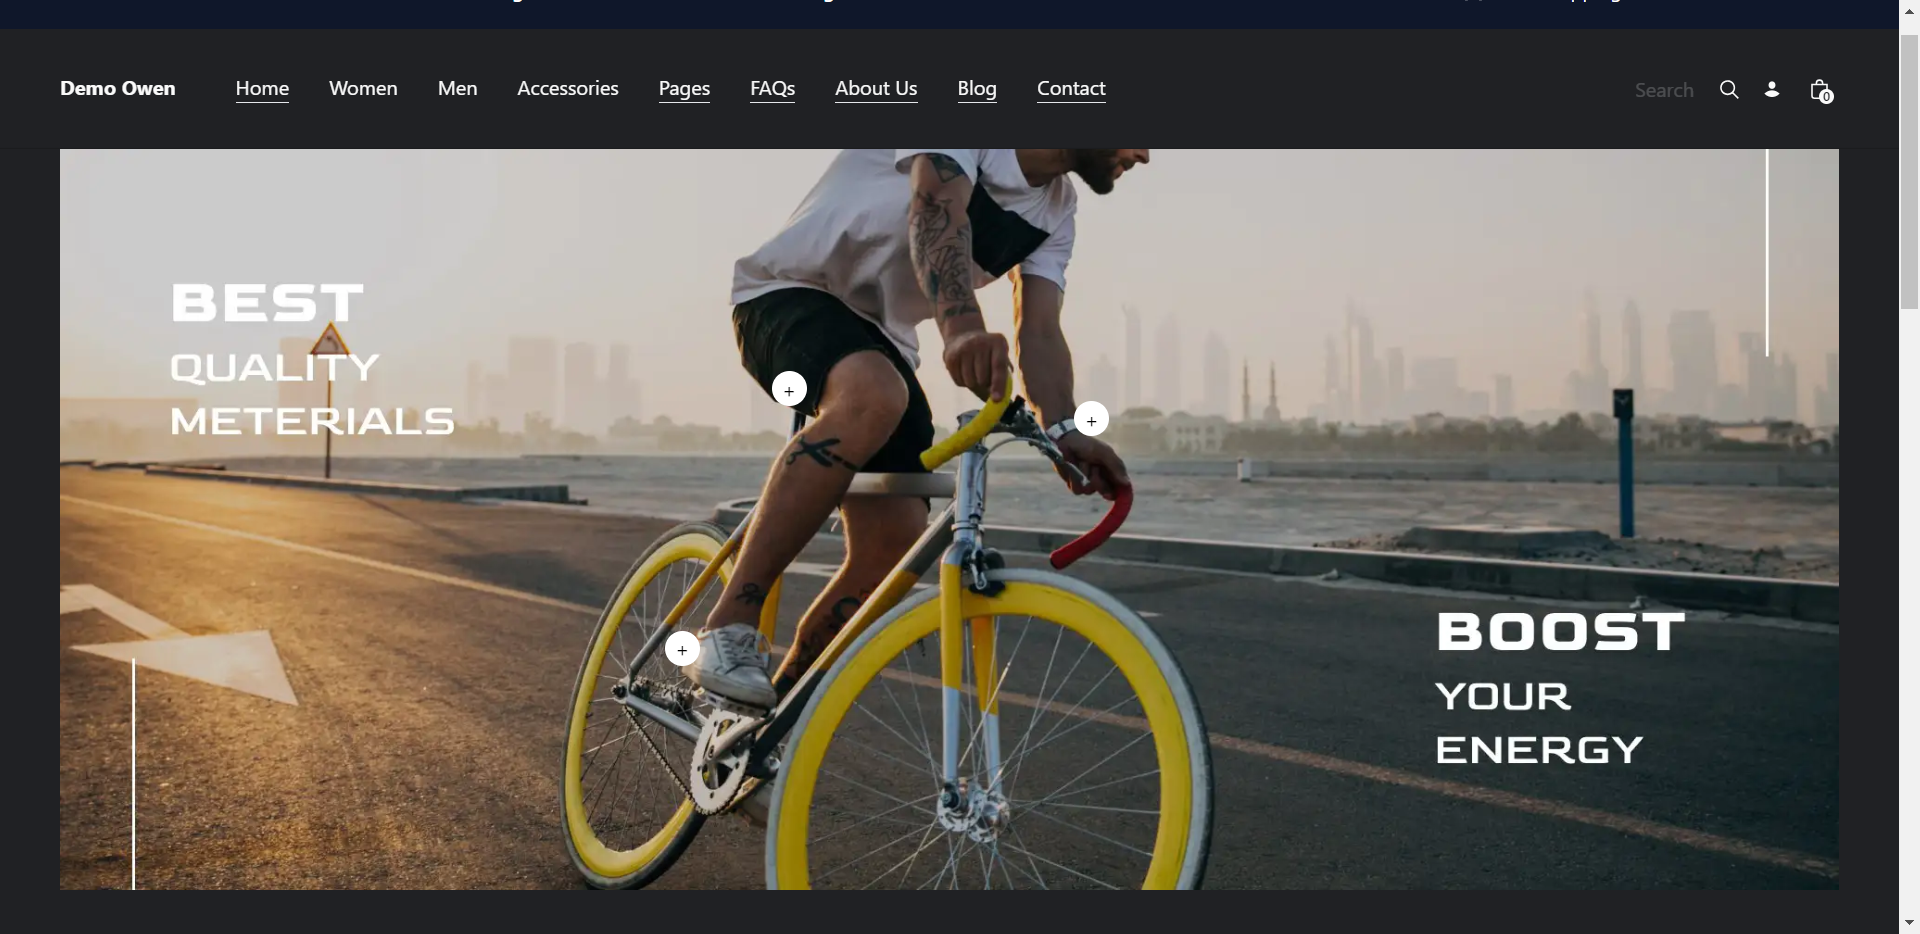 Demo Owen Home Women Men Accessories Pages FAQs About Us Blog Contact Search 0
BEST
QUALITY
METERIALS
BOOST
YOUR
ENERGY